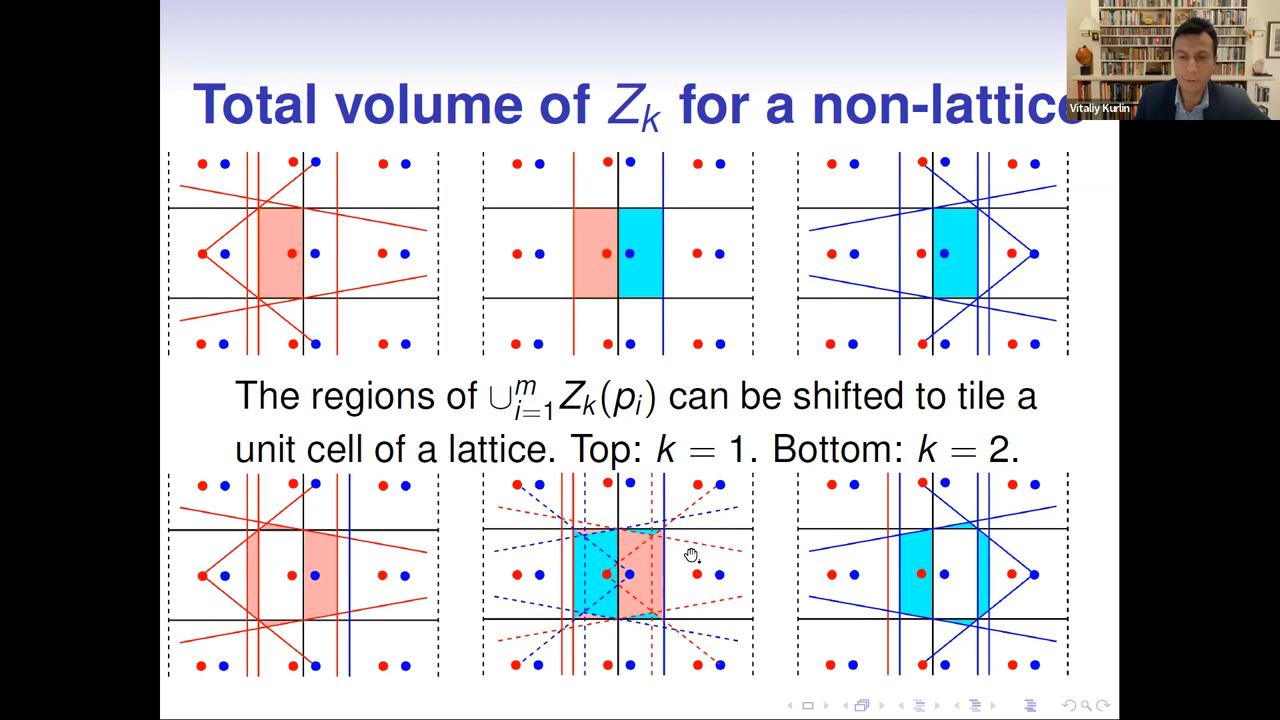 Total volume of Z_k for a non-lattice
Vitaliy Kurlin
The regions of ∪_{i=1}^m Z_k(p_i) can be shifted to tile a
unit cell of a lattice. Top: k = 1. Bottom: k = 2.